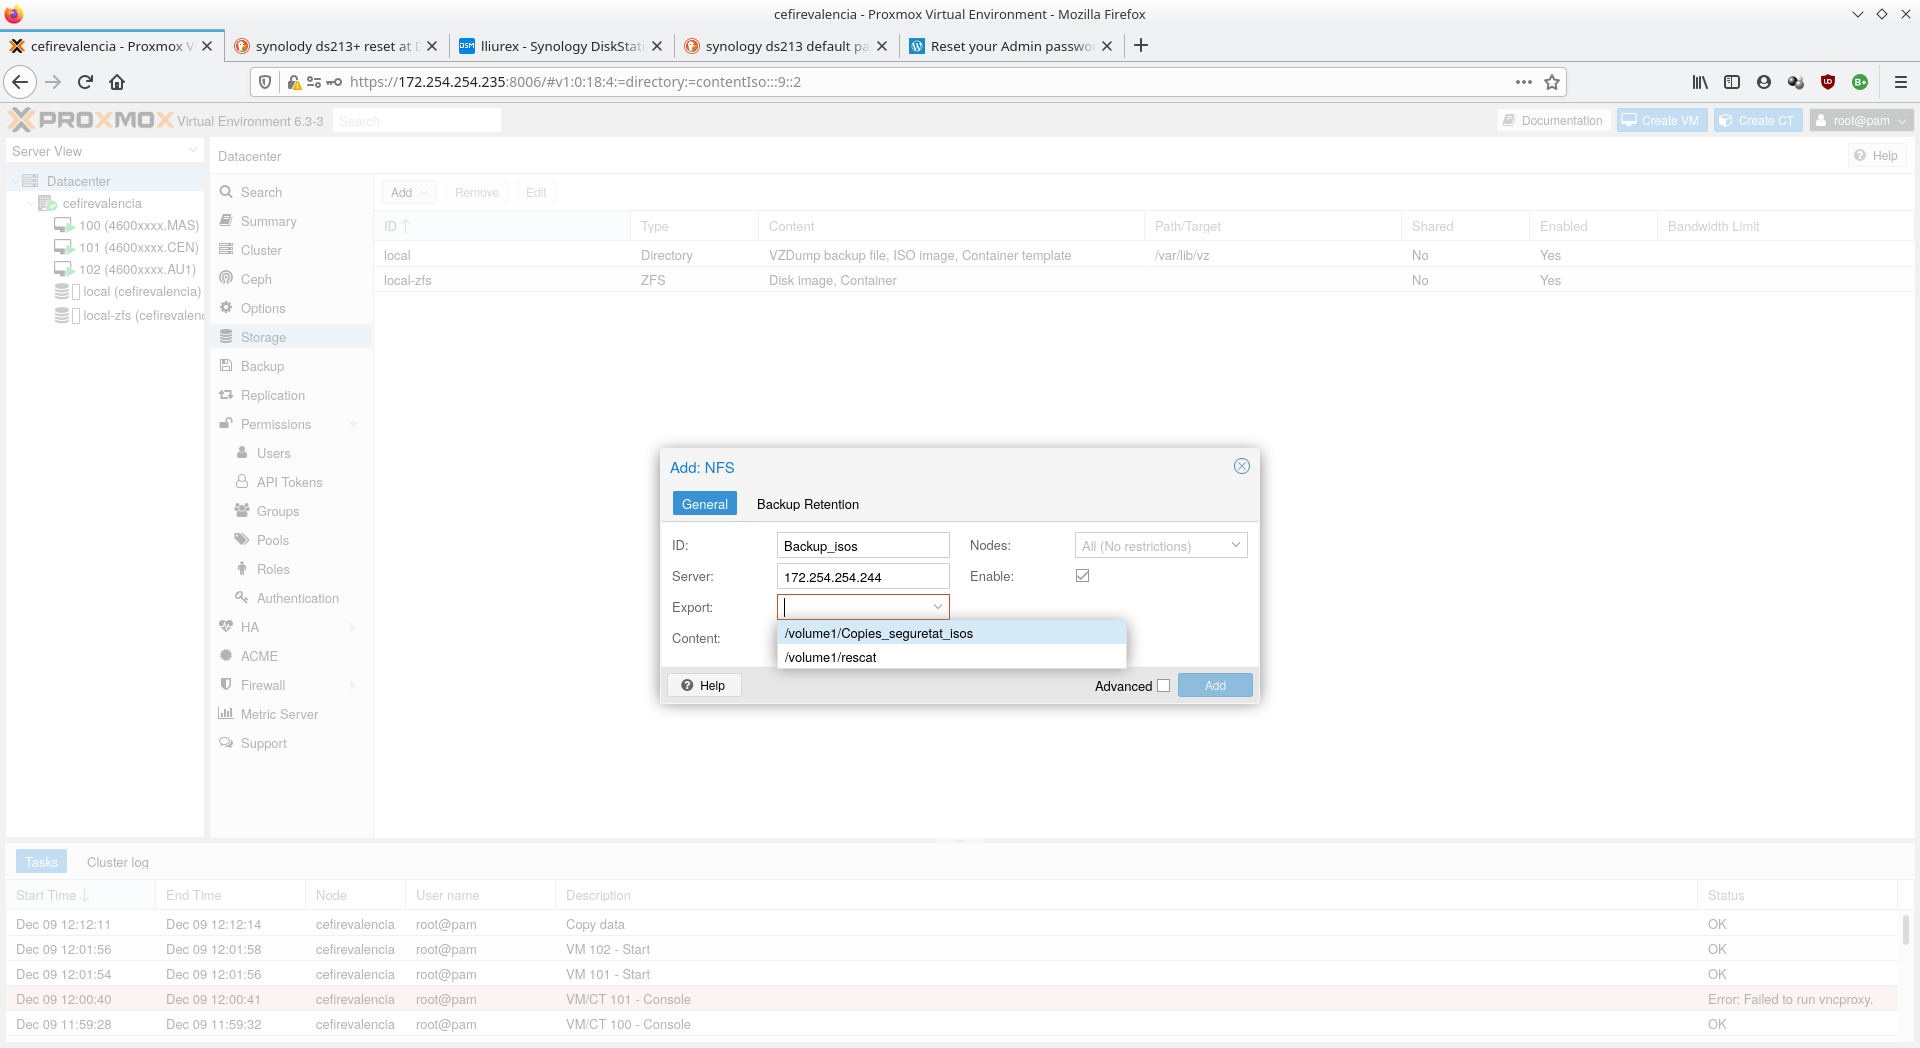 cefirevalencia - Proxmox Virtual Environment - Mozilla Firefox
cefirevalencia - Proxmox V
synolody ds213+ reset at D
lliurex - Synology DiskStati
synology ds213 default pa
Reset your Admin passwo
https://172.254.254.235:8006/#v1:0:18:4:=directory:=contentIso:::9::2
PROXMOX Virtual Environment 6.3-3 Search
Documentation Create VM Create CT root@pam
Server View
Datacenter
cefirevalencia
100 (4600xxxx.MAS)
101 (4600xxxx.CEN)
102 (4600xxxx.AU1)
local (cefirevalencia)
local-zfs (cefirevalenc
Datacenter Help
Search
Summary
Cluster
Ceph
Options
Storage
Backup
Replication
Permissions
Users
API Tokens
Groups
Pools
Roles
Authentication
HA
ACME
Firewall
Metric Server
Support
Add Remove Edit
ID Type Content Path/Target Shared Enabled Bandwidth Limit
local Directory VZDump backup file, ISO image, Container template /var/lib/vz No Yes
local-zfs ZFS Disk image, Container No Yes
Add: NFS
General Backup Retention
ID: Backup_isos Nodes: All (No restrictions)
Server: 172.254.254.244 Enable:
Export:
/volume1/Copies_seguretat_isos
Content:
/volume1/rescat
Help Advanced Add
Tasks Cluster log
Start Time End Time Node User name Description Status
Dec 09 12:12:11 Dec 09 12:12:14 cefirevalencia root@pam Copy data OK
Dec 09 12:01:56 Dec 09 12:01:58 cefirevalencia root@pam VM 102 - Start OK
Dec 09 12:01:54 Dec 09 12:01:56 cefirevalencia root@pam VM 101 - Start OK
Dec 09 12:00:40 Dec 09 12:00:41 cefirevalencia root@pam VM/CT 101 - Console Error: Failed to run vncproxy.
Dec 09 11:59:28 Dec 09 11:59:32 cefirevalencia root@pam VM/CT 100 - Console OK